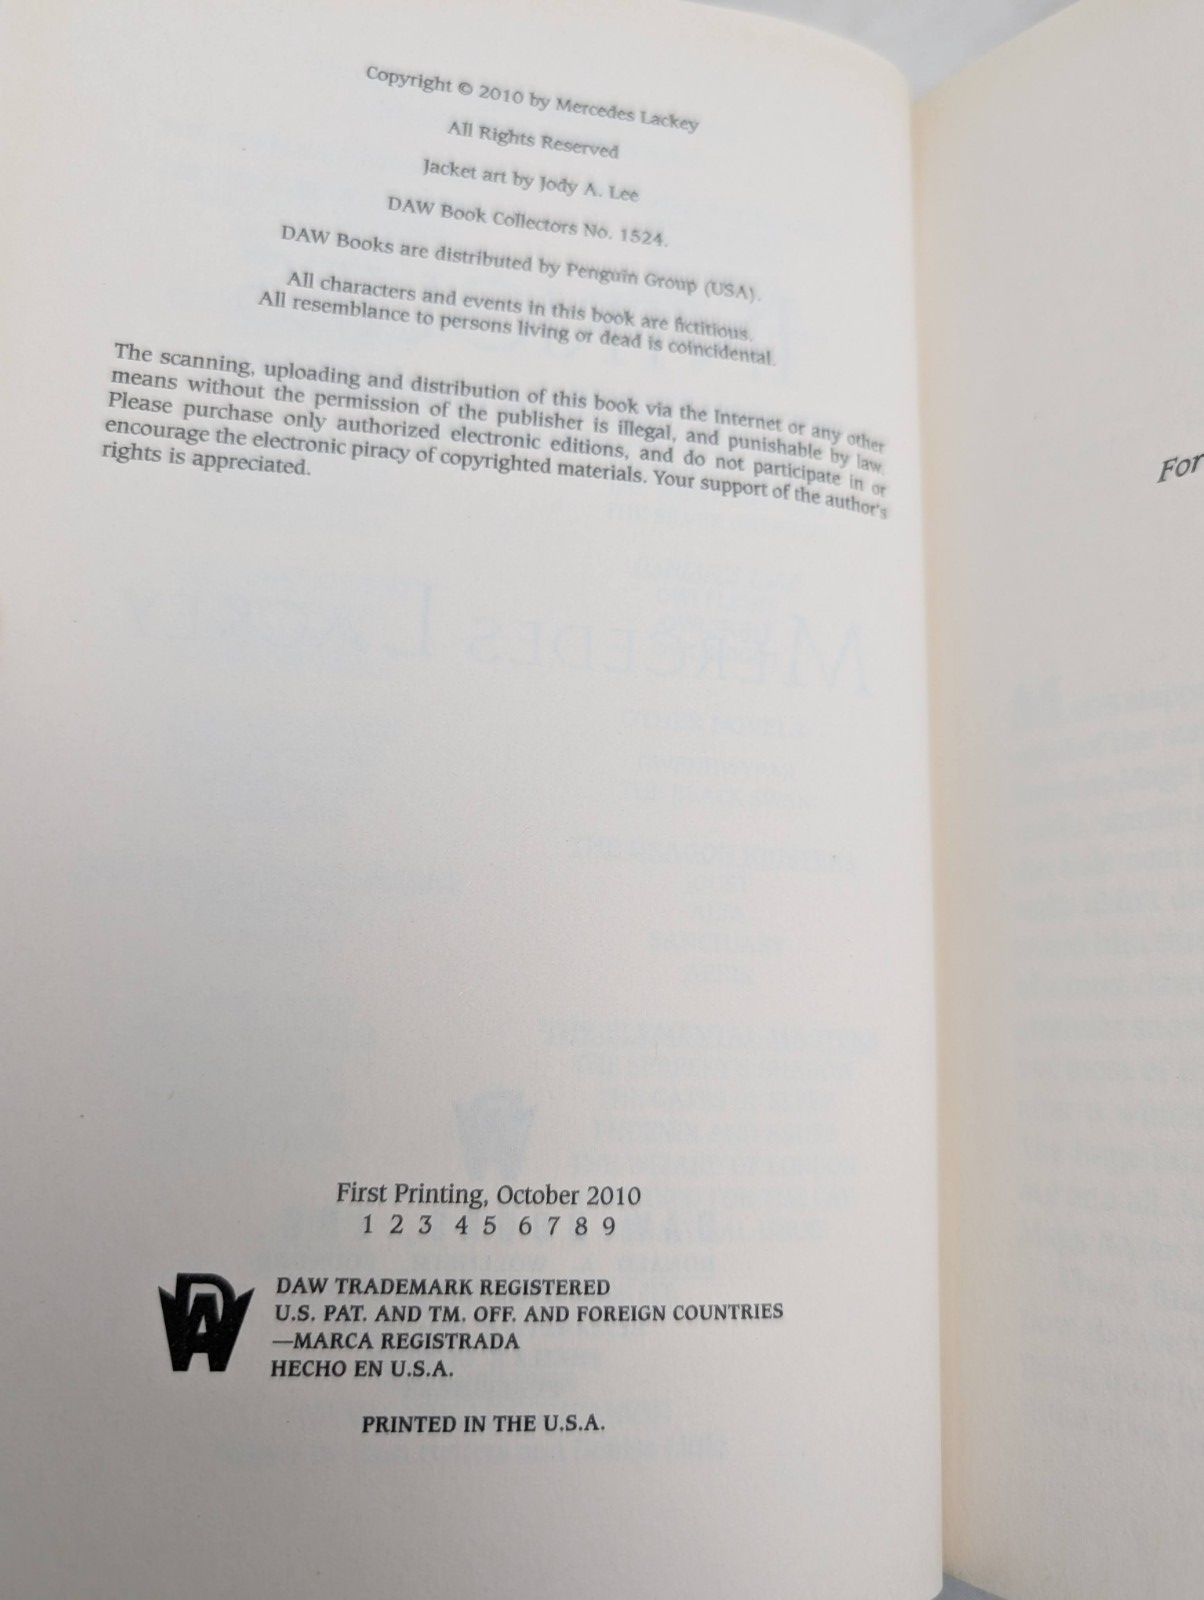 Copyright © 2010 by Mercedes Lackey
All Rights Reserved
Jacket art by Jody A. Lee
DAW Book Collectors No. 1524.
DAW Books are distributed by Penguin Group (USA).
All characters and events in this book are fictitious.
All resemblance to persons living or dead is coincidental.
The scanning, uploading and distribution of this book via the Internet or any other
means without the permission of the publisher is illegal, and punishable by law.
Please purchase only authorized electronic editions, and do not participate in or
encourage the electronic piracy of copyrighted materials. Your support of the author's
rights is appreciated.
First Printing, October 2010
1 2 3 4 5 6 7 8 9
DAW
DAW TRADEMARK REGISTERED
U.S. PAT. AND TM. OFF. AND FOREIGN COUNTRIES
—MARCA REGISTRADA
HECHO EN U.S.A.
PRINTED IN THE U.S.A.
For